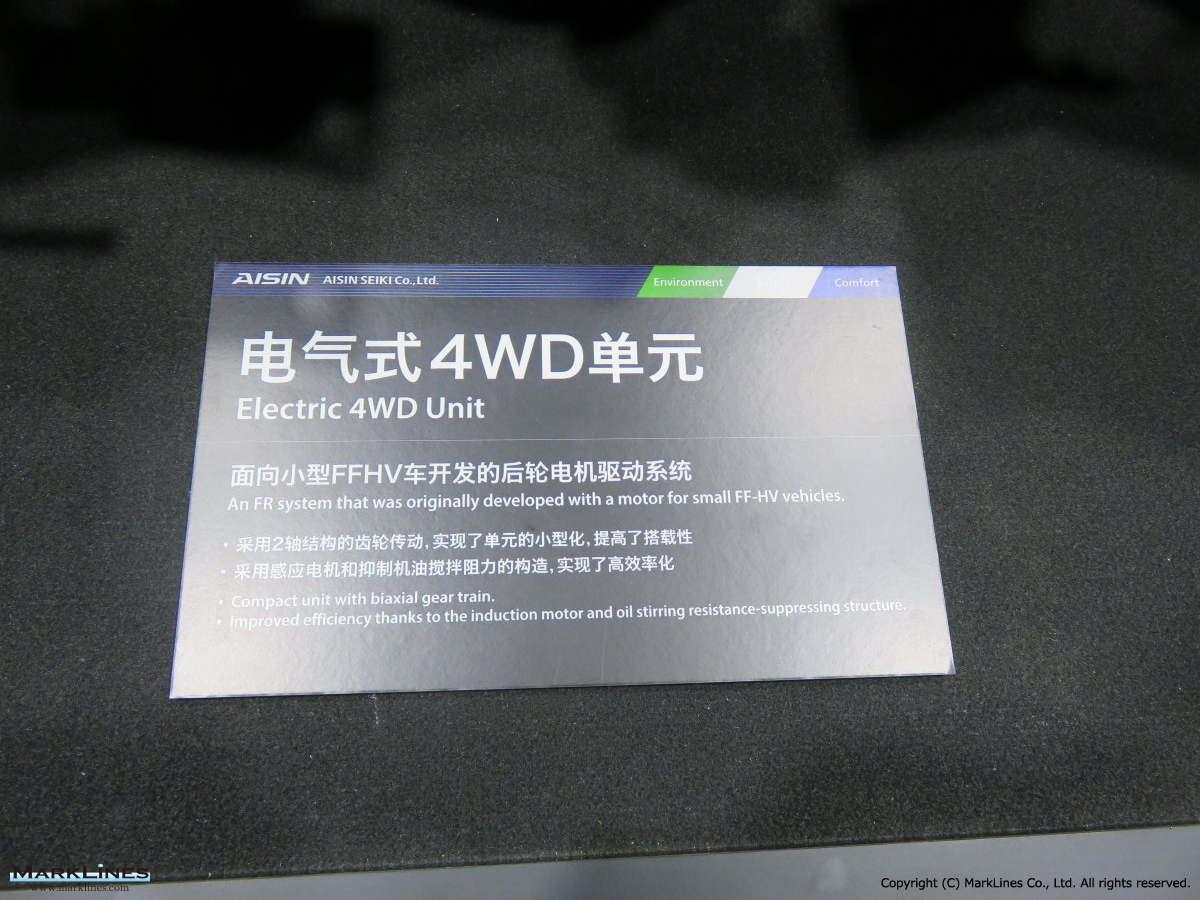 AISIN AISIN SEIKI Co.,Ltd.
Environment
Comfort
电气式4WD单元
Electric 4WD Unit
面向小型FFHV车开发的后轮电机驱动系统
An FR system that was originally developed with a motor for small FF-HV vehicles.
・采用2轴结构的齿轮传动,实现了单元的小型化,提高了搭载性
・采用感应电机和抑制机油搅拌阻力的构造,实现了高效率化
・Compact unit with biaxial gear train.
・Improved efficiency thanks to the induction motor and oil stirring resistance-suppressing structure.
MARKLINES
www.marklines.com
Copyright (C) MarkLines Co., Ltd. All rights reserved.